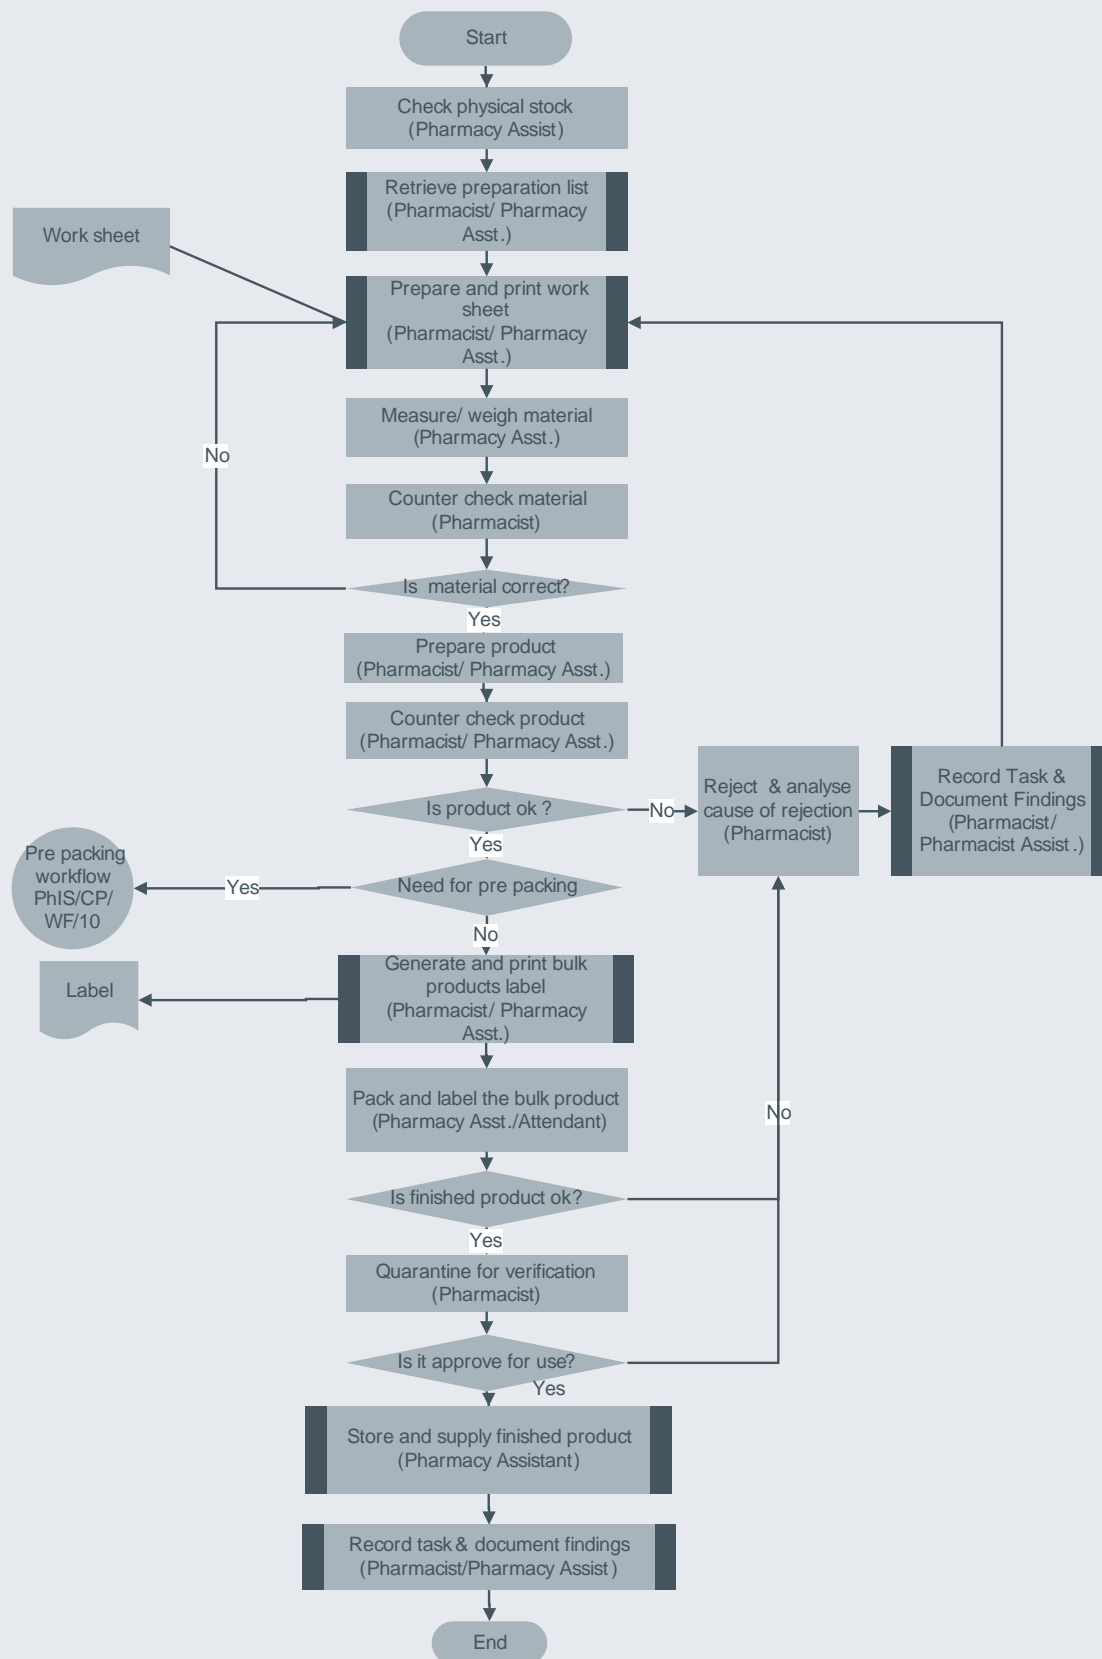 Start
Check physical stock
(Pharmacy Assist)
Retrieve preparation list
(Pharmacist/ Pharmacy
Asst.)
Work sheet
Prepare and print work
sheet
(Pharmacist/ Pharmacy
Asst.)
Measure/ weigh material
(Pharmacy Asst.)
No
Counter check material
(Pharmacist)
Is material correct?
Yes
Prepare product
(Pharmacist/ Pharmacy Asst.)
Counter check product
(Pharmacist/ Pharmacy Asst.)
Is product ok ?
No
Reject & analyse
cause of rejection
(Pharmacist)
Record Task &
Document Findings
(Pharmacist/
Pharmacist Assist.)
Yes
Pre packing
workflow
PhIS/CP/
WF/10
Yes
Need for pre packing
No
Label
Generate and print bulk
products label
(Pharmacist/ Pharmacy
Asst.)
Pack and label the bulk product
(Pharmacy Asst./Attendant)
No
Is finished product ok?
Yes
Quarantine for verification
(Pharmacist)
Is it approve for use?
Yes
Store and supply finished product
(Pharmacy Assistant)
Record task & document findings
(Pharmacist/Pharmacy Assist )
End